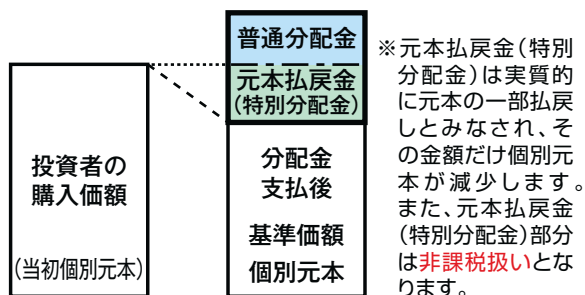 普通分配金
元本払戻金
(特別分配金)
投資者の
購入価額
(当初個別元本)
分配金
支払後
基準価額
個別元本
※元本払戻金(特別
分配金)は実質的
に元本の一部払戻
しとみなされ、そ
の金額だけ個別元
本が減少します。
また、元本払戻金
(特別分配金)部分
は非課税扱いとな
ります。